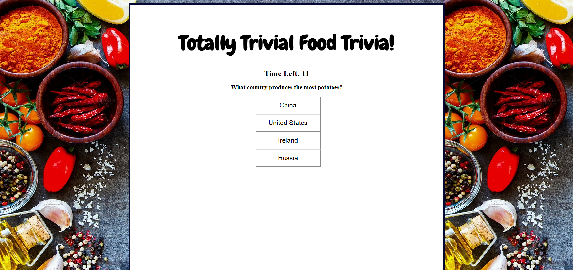 Totally Trivial Food Trivia!
Time Left: 11
What country produces the most potatoes?
China
United States
Ireland
Russia